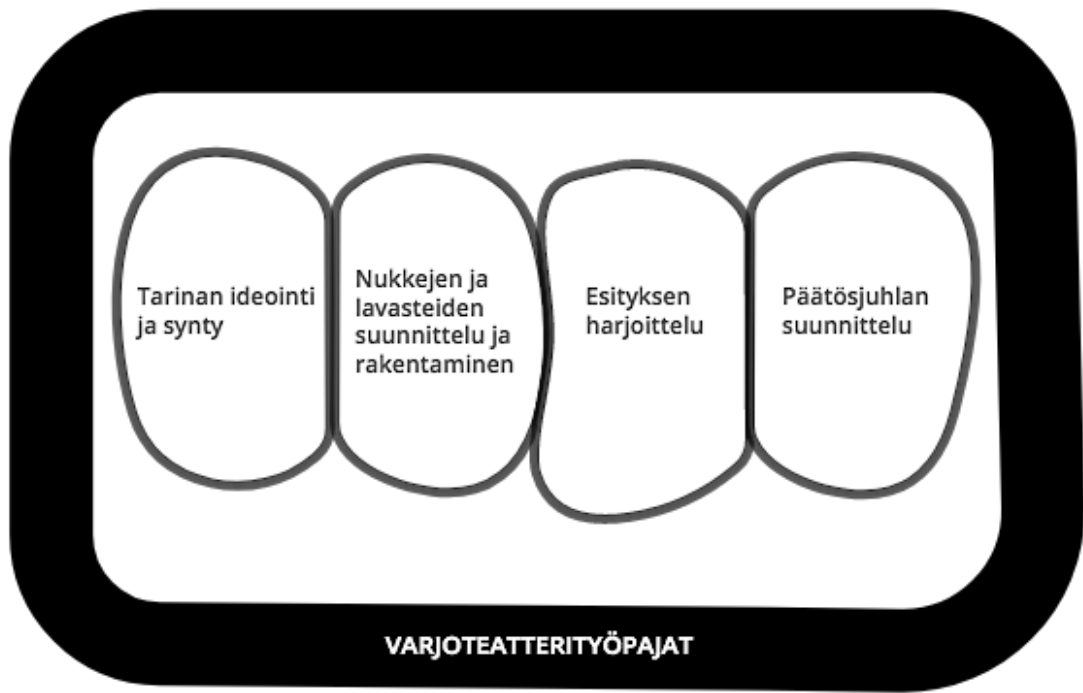 Tarinan ideointi
ja synty
Nukkejen ja
lavasteiden
suunnittelu ja
rakentaminen
Esityksen
harjoittelu
Päätösjuhlan
suunnittelu
VARJOTEATTERITYÖPAJAT